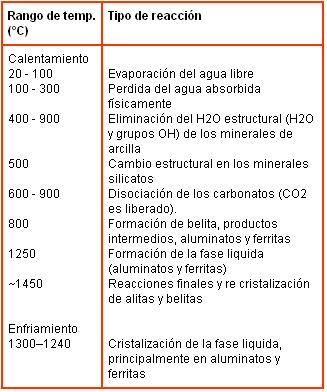 Rango de temp. Tipo de reacción
(°C)
Calentamiento
20 - 100 Evaporación del agua libre
100 - 300 Perdida del agua absorbida
físicamente
400 - 900 Eliminación del H2O estructural (H2O
y grupos OH) de los minerales de
arcilla
500 Cambio estructural en los minerales
silicatos
600 - 900 Disociación de los carbonatos (CO2
es liberado).
800 Formación de belita, productos
intermedios, aluminatos y ferritas
1250 Formación de la fase liquida
(aluminatos y ferritas)
~1450 Reacciones finales y re cristalización
de alitas y belitas
Enfriamiento
1300–1240 Cristalización de la fase liquida,
principalmente en aluminatos y
ferritas